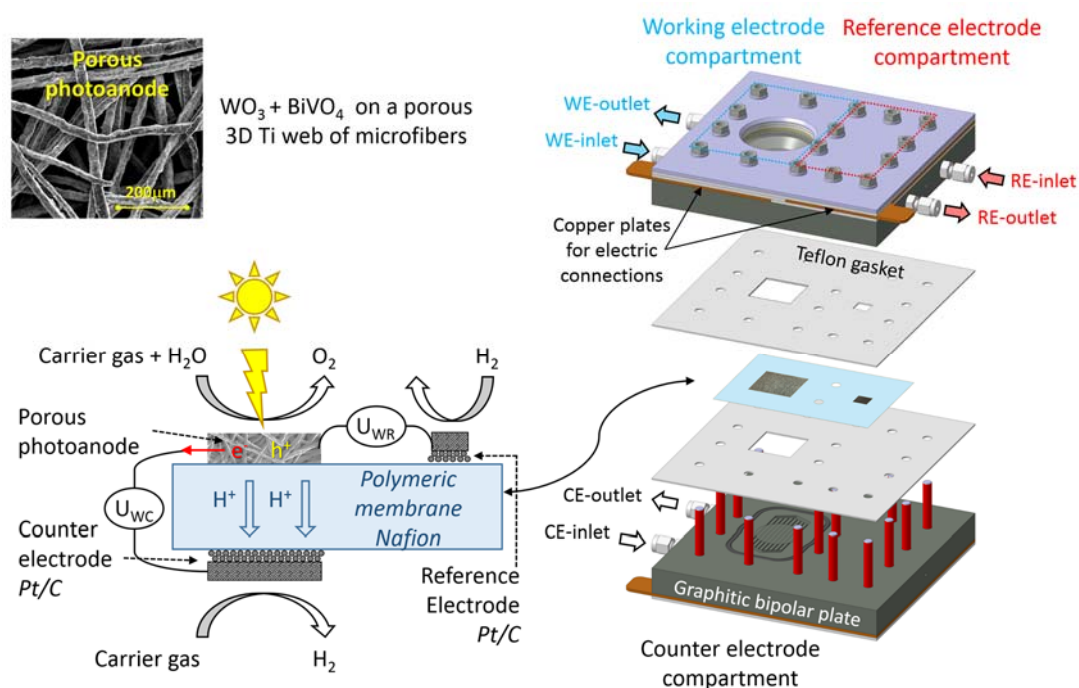 Porous
photoanode
200μm
WO₃ + BiVO₄ on a porous
3D Ti web of microfibers
Working electrode
compartment
Reference electrode
compartment
WE-outlet
WE-inlet
RE-inlet
RE-outlet
Copper plates
for electric
connections
Teflon gasket
Carrier gas + H₂O
O₂
H₂
Porous
photoanode
e
h⁺
U_WR
U_WC
H⁺
H⁺
Polymeric
membrane
Nafion
Counter
electrode
Pt/C
Reference
Electrode
Pt/C
Carrier gas
H₂
CE-outlet
CE-inlet
Graphitic bipolar plate
Counter electrode
compartment